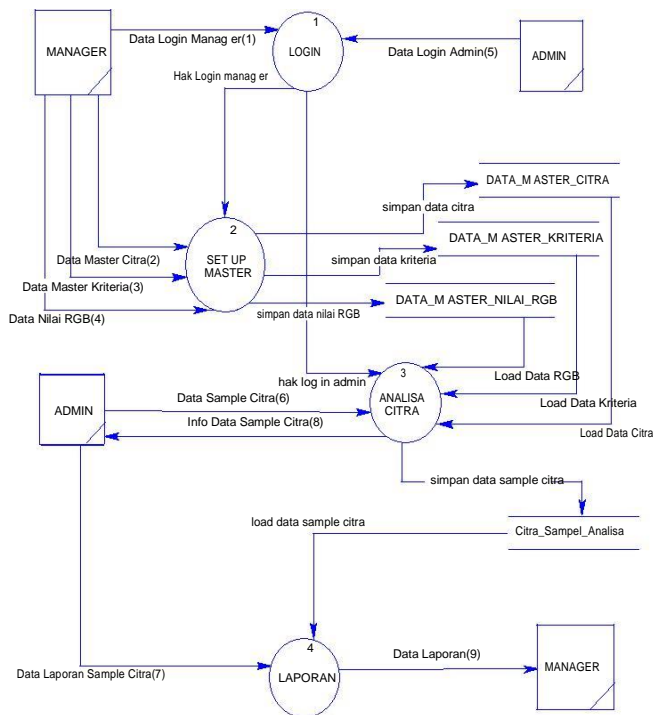 1
MANAGER
Data Login Manag er(1)
LOGIN
Data Login Admin(5)
ADMIN
Hak Login manag er
simpan data citra
DATA_M ASTER_CITRA
2
SET UP
MASTER
Data Master Citra(2)
simpan data kriteria
DATA_M ASTER_KRITERIA
Data Master Kriteria(3)
simpan data nilai RGB
DATA_M ASTER_NILAI_RGB
Data Nilai RGB(4)
hak log in admin
3
ANALISA
CITRA
Load Data RGB
Load Data Kriteria
Load Data Citra
ADMIN
Data Sample Citra(6)
Info Data Sample Citra(8)
simpan data sample citra
load data sample citra
Citra_Sampel_Analisa
4
LAPORAN
Data Laporan(9)
MANAGER
Data Laporan Sample Citra(7)